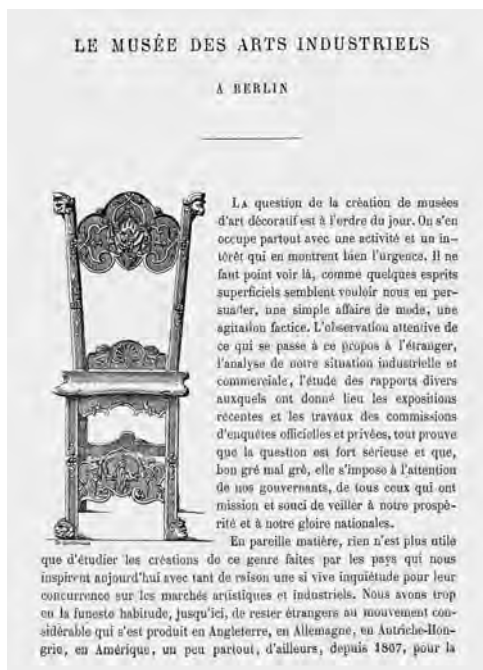 LE MUSÉE DES ARTS INDUSTRIELS
A BERLIN
LA question de la création de musées
d'art décoratif est à l'ordre du jour. On s'en
occupe partout avec une activité et un in-
térêt qui en montrent bien l'urgence. Il ne
faut point voir là, comme quelques esprits
superficiels semblent vouloir nous en per-
suader, une simple affaire de mode, une
agitation factice. L'observation attentive de
ce qui se passe à ce propos à l'étranger,
l'analyse de notre situation industrielle et
commerciale, l'étude des rapports divers
auxquels ont donné lieu les expositions
récentes et les travaux des commissions
d'enquêtes officielles et privées, tout prouve
que la question est fort sérieuse et que,
bon gré mal gré, elle s'impose à l'attention
de nos gouvernants, de tous ceux qui ont
mission et souci de veiller à notre prospé-
rité et à notre gloire nationales.
En pareille matière, rien n'est plus utile
que d'étudier les créations de ce genre faites par les pays qui nous
inspirent aujourd'hui avec tant de raison une si vive inquiétude pour leur
concurrence sur les marchés artistiques et industriels. Nous avons trop
eu la funeste habitude, jusqu'ici, de rester étrangers au mouvement con-
sidérable qui s'est produit en Angleterre, en Allemagne, en Autriche-Hon-
grie, en Amérique, un peu partout, d'ailleurs, depuis 1867, pour la